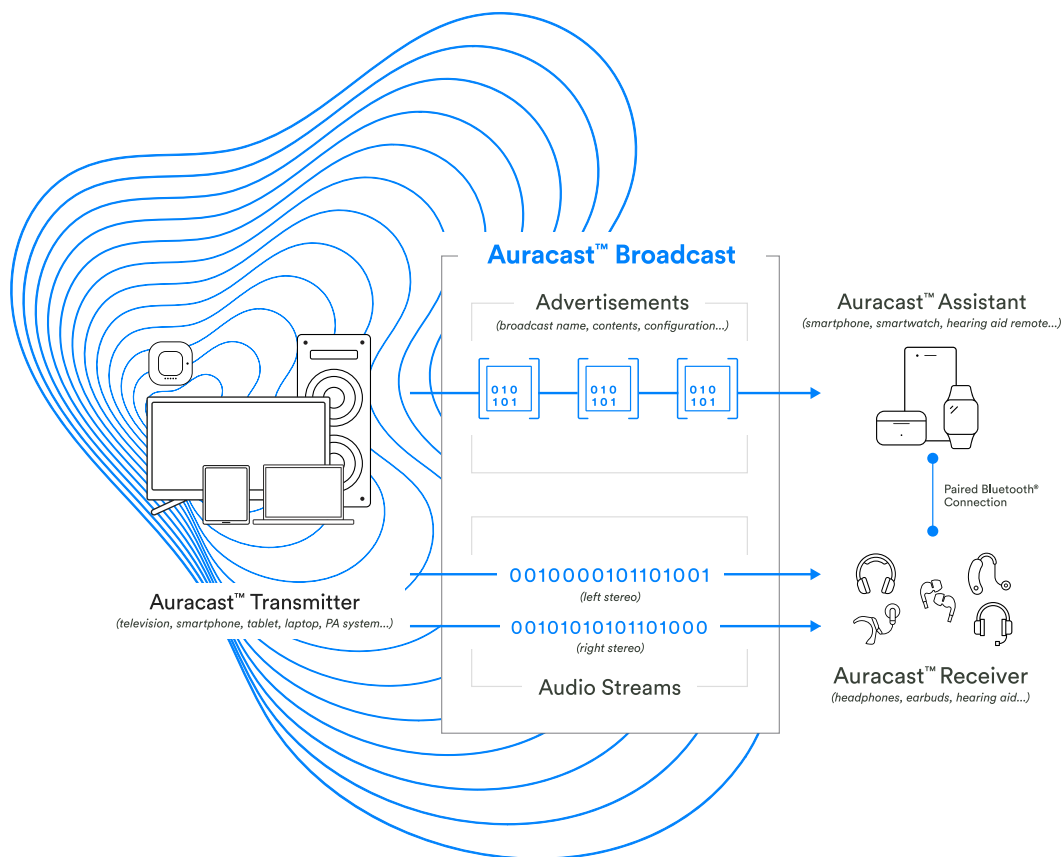 Auracast™ Broadcast
Advertisements
(broadcast name, contents, configuration...)
010
101
010
101
010
101
Auracast™ Assistant
(smartphone, smartwatch, hearing aid remote...)
Paired Bluetooth®
Connection
0010000101101001
(left stereo)
00101010101101000
(right stereo)
Audio Streams
Auracast™ Transmitter
(television, smartphone, tablet, laptop, PA system...)
Auracast™ Receiver
(headphones, earbuds, hearing aid...)